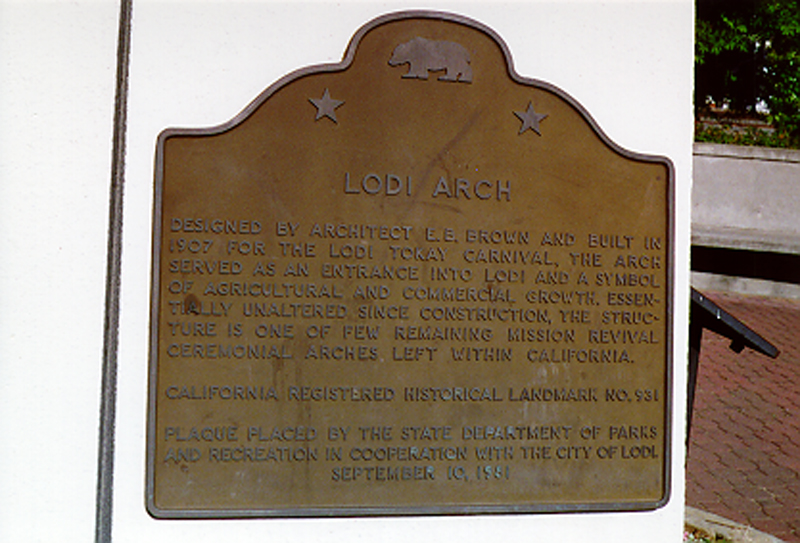 LODI ARCH
DESIGNED BY ARCHITECT E.B. BROWN AND BUILT IN
1907 FOR THE LODI TOKAY CARNIVAL, THE ARCH
SERVED AS AN ENTRANCE INTO LODI AND A SYMBOL
OF AGRICULTURAL AND COMMERCIAL GROWTH. ESSEN-
TIALLY UNALTERED SINCE CONSTRUCTION, THE STRUC-
TURE IS ONE OF FEW REMAINING MISSION REVIVAL
CEREMONIAL ARCHES LEFT WITHIN CALIFORNIA.
CALIFORNIA REGISTERED HISTORICAL LANDMARK NO. 931
PLAQUE PLACED BY THE STATE DEPARTMENT OF PARKS
AND RECREATION IN COOPERATION WITH THE CITY OF LODI,
SEPTEMBER 10, 1981